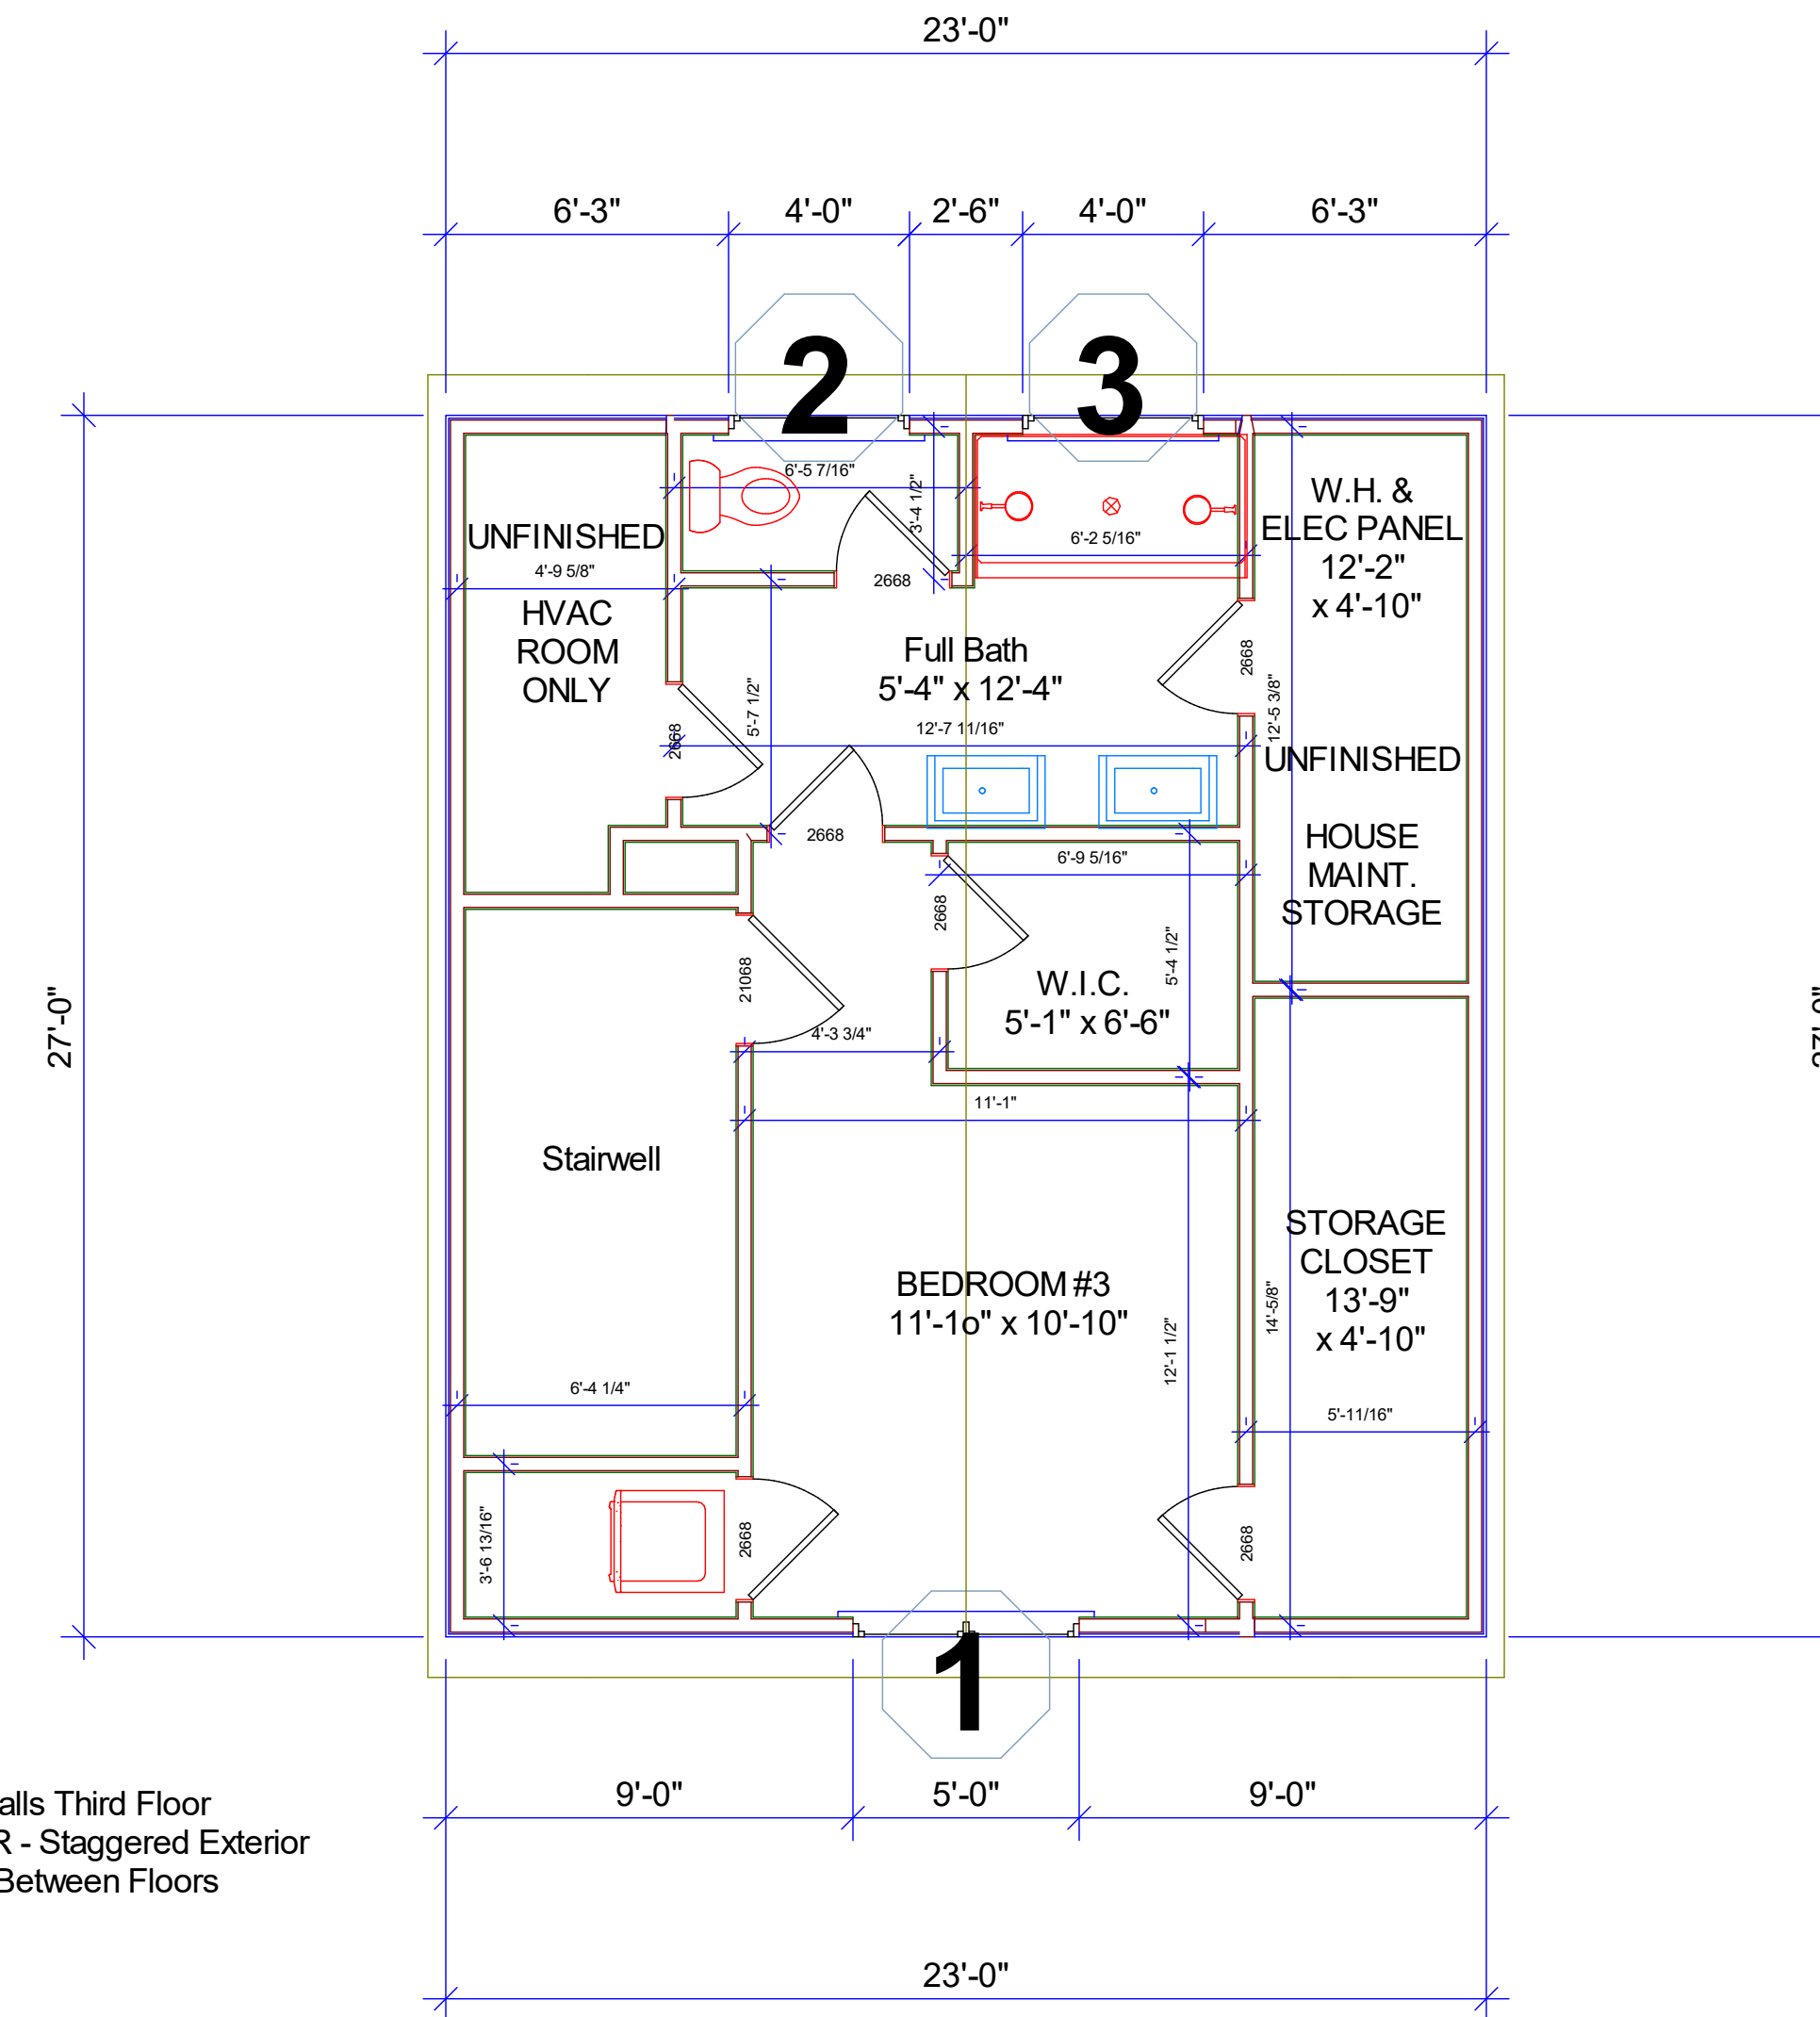 23'-0"
6'-3"
4'-0"
2'-6"
4'-0"
6'-3"
2
3
6'-5 7/16"
3'-4 1/2"
6'-2 5/16"
2668
UNFINISHED
4'-9 5/8"
HVAC
ROOM
ONLY
W.H. &
ELEC PANEL
12'-2"
x 4'-10"
Full Bath
5'-4" x 12'-4"
2668
12'-5 3/8"
5'-7 1/2"
2668
12'-7 11/16"
UNFINISHED
HOUSE
MAINT.
STORAGE
2668
6'-9 5/16"
2668
5'-4 1/2"
21068
W.I.C.
5'-1" x 6'-6"
4'-3 3/4"
27'-0"
27'-0"
11'-1"
Stairwell
BEDROOM #3
11'-1o" x 10'-10"
STORAGE
CLOSET
13'-9"
x 4'-10"
14'-5/8"
12'-1 1/2"
6'-4 1/4"
5'-11/16"
3'-6 13/16"
2668
2668
1
9'-0"
5'-0"
9'-0"
alls Third Floor
R - Staggered Exterior
Between Floors
23'-0"